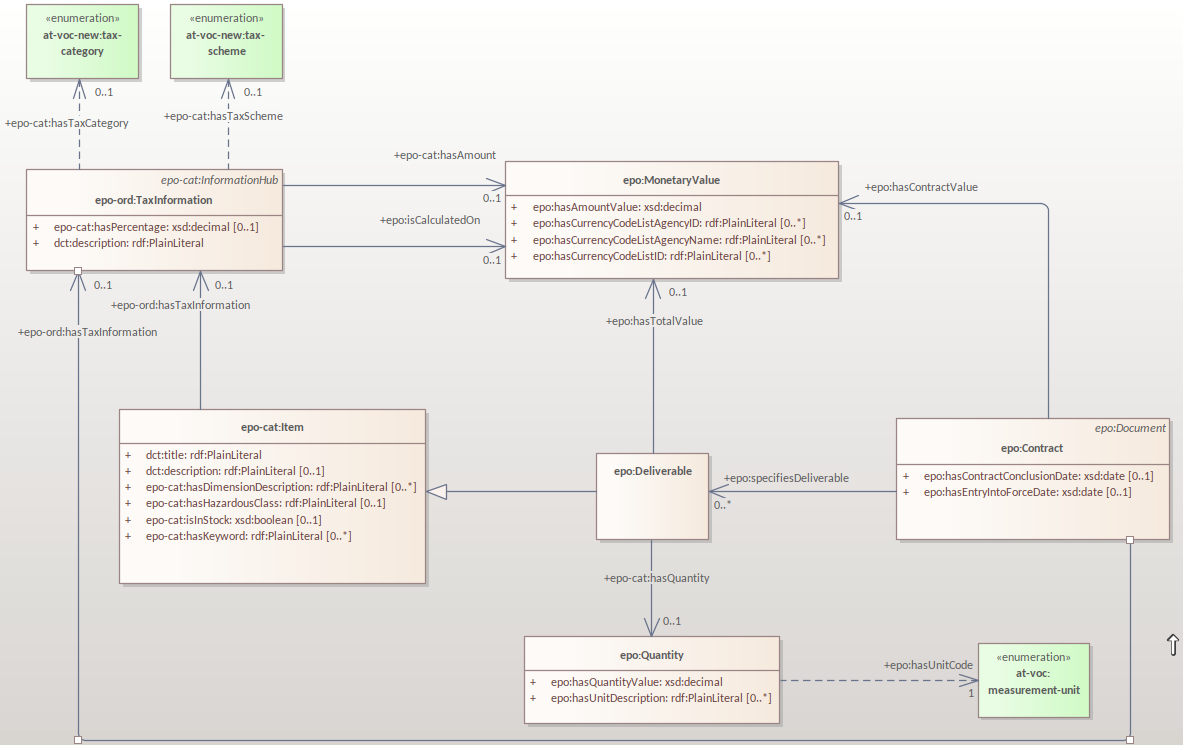 «enumeration»
at-voc-new:tax-
category
«enumeration»
at-voc-new:tax-
scheme
0..1
0..1
+epo-cat:hasTaxCategory
+epo-cat:hasTaxScheme
epo-cat:InformationHub
epo-ord:TaxInformation
+ epo-cat:hasPercentage: xsd:decimal [0..1]
+ dct:description: rdf:PlainLiteral
+epo-cat:hasAmount
0..1
+epo:isCalculatedOn
0..1
epo:MonetaryValue
+ epo:hasAmountValue: xsd:decimal
+ epo:hasCurrencyCodeListAgencyID: rdf:PlainLiteral [0..*]
+ epo:hasCurrencyCodeListAgencyName: rdf:PlainLiteral [0..*]
+ epo:hasCurrencyCodeListID: rdf:PlainLiteral [0..*]
+epo:hasContractValue
0..1
0..1
0..1
+epo-ord:hasTaxInformation
+epo-ord:hasTaxInformation
0..1
+epo:hasTotalValue
epo-cat:Item
+ dct:title: rdf:PlainLiteral
+ dct:description: rdf:PlainLiteral [0..1]
+ epo-cat:hasDimensionDescription: rdf:PlainLiteral [0..*]
+ epo-cat:hasHazardousClass: rdf:PlainLiteral [0..1]
+ epo-cat:isInStock: xsd:boolean [0..1]
+ epo-cat:hasKeyword: rdf:PlainLiteral [0..*]
epo:Deliverable
+epo:specifiesDeliverable
0..*
epo:Document
epo:Contract
+ epo:hasContractConclusionDate: xsd:date [0..1]
+ epo:hasEntryIntoForceDate: xsd:date [0..1]
+epo-cat:hasQuantity
0..1
epo:Quantity
+ epo:hasQuantityValue: xsd:decimal
+ epo:hasUnitDescription: rdf:PlainLiteral [0..*]
+epo:hasUnitCode
1
«enumeration»
at-voc:
measurement-unit